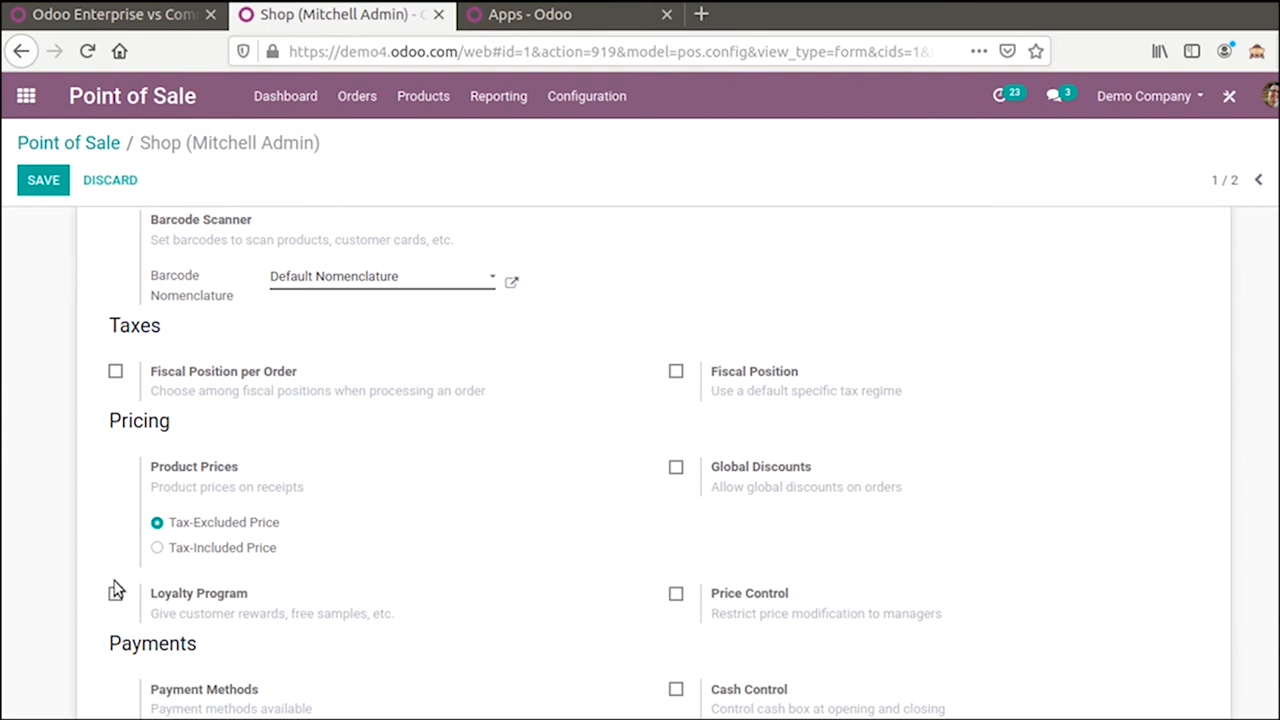 Odoo Enterprise vs Com
Shop (Mitchell Admin) -
Apps - Odoo
https://demo4.odoo.com/web#id=1&action=919&model=pos.config&view_type=form&cids=1&
Point of Sale
Dashboard
Orders
Products
Reporting
Configuration
23
3
Demo Company
Point of Sale / Shop (Mitchell Admin)
SAVE
DISCARD
1 / 2
Barcode Scanner
Set barcodes to scan products, customer cards, etc.
Barcode
Nomenclature
Default Nomenclature
Taxes
Fiscal Position per Order
Choose among fiscal positions when processing an order
Fiscal Position
Use a default specific tax regime
Pricing
Product Prices
Product prices on receipts
Tax-Excluded Price
Tax-Included Price
Global Discounts
Allow global discounts on orders
Loyalty Program
Give customer rewards, free samples, etc.
Price Control
Restrict price modification to managers
Payments
Payment Methods
Payment methods available
Cash Control
Control cash box at opening and closing